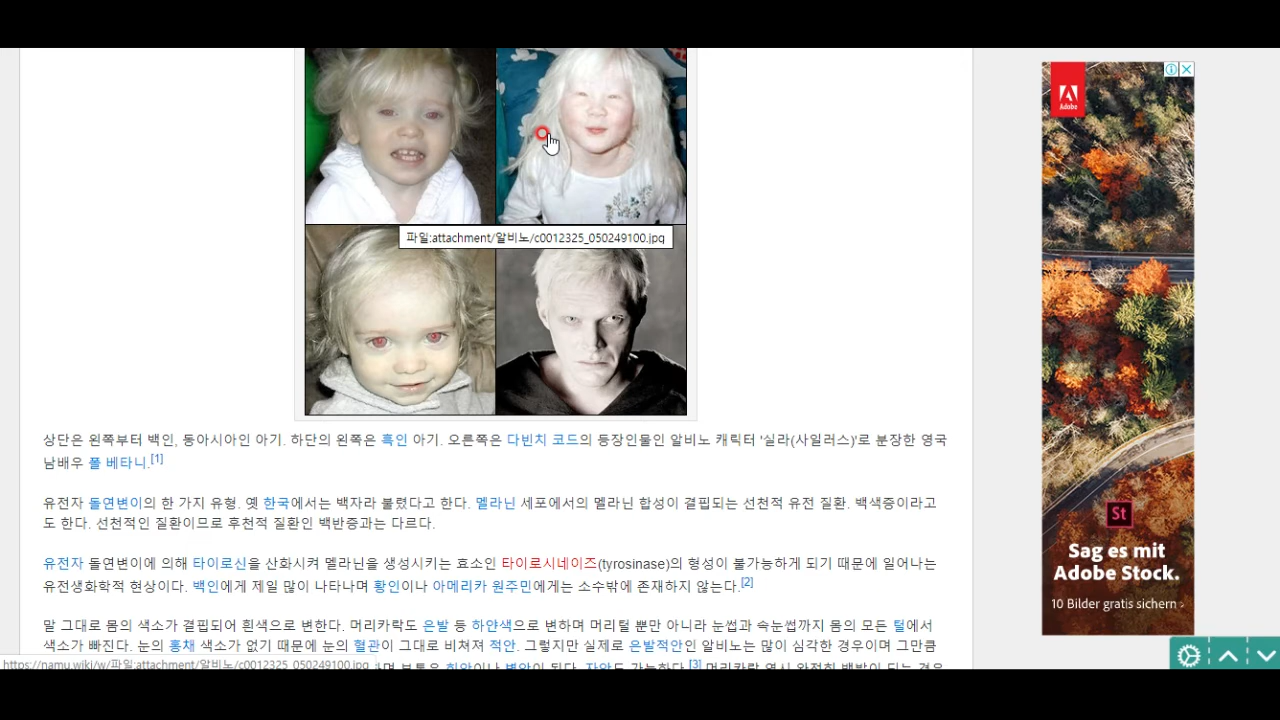 Adobe
파일:attachment/알비노/c0012325_050249100.jpg
상단은 왼쪽부터 백인, 동아시아인 아기. 하단의 왼쪽은 흑인 아기. 오른쪽은 다빈치 코드의 등장인물인 알비노 캐릭터 '실라(사일러스)'로 분장한 영국
남배우 폴 베타니.[1]
유전자 돌연변이의 한 가지 유형. 옛 한국에서는 백자라 불렸다고 한다. 멜라닌 세포에서의 멜라닌 합성이 결핍되는 선천적 유전 질환. 백색증이라고
도 한다. 선천적인 질환이므로 후천적 질환인 백반증과는 다르다.
유전자 돌연변이에 의해 타이로신을 산화시켜 멜라닌을 생성시키는 효소인 타이로시네이즈(tyrosinase)의 형성이 불가능하게 되기 때문에 일어나는
유전생화학적 현상이다. 백인에게 제일 많이 나타나며 황인이나 아메리카 원주민에게는 소수밖에 존재하지 않는다.[2]
말 그대로 몸의 색소가 결핍되어 흰색으로 변한다. 머리카락도 은발 등 하얀색으로 변하며 머리털 뿐만 아니라 눈썹과 속눈썹까지 몸의 모든 털에서
색소가 빠진다. 눈의 홍채 색소가 없기 때문에 눈의 혈관이 그대로 비쳐져 적안. 그렇지만 실제로 은발적안인 알비노는 많이 심각한 경우이며 그만큼
https://namu.wiki/w/파일:attachment/알비노/c0012325_050249100.jpg
[3]
St
Sag es mit
Adobe Stock.
10 Bilder gratis sichern ›